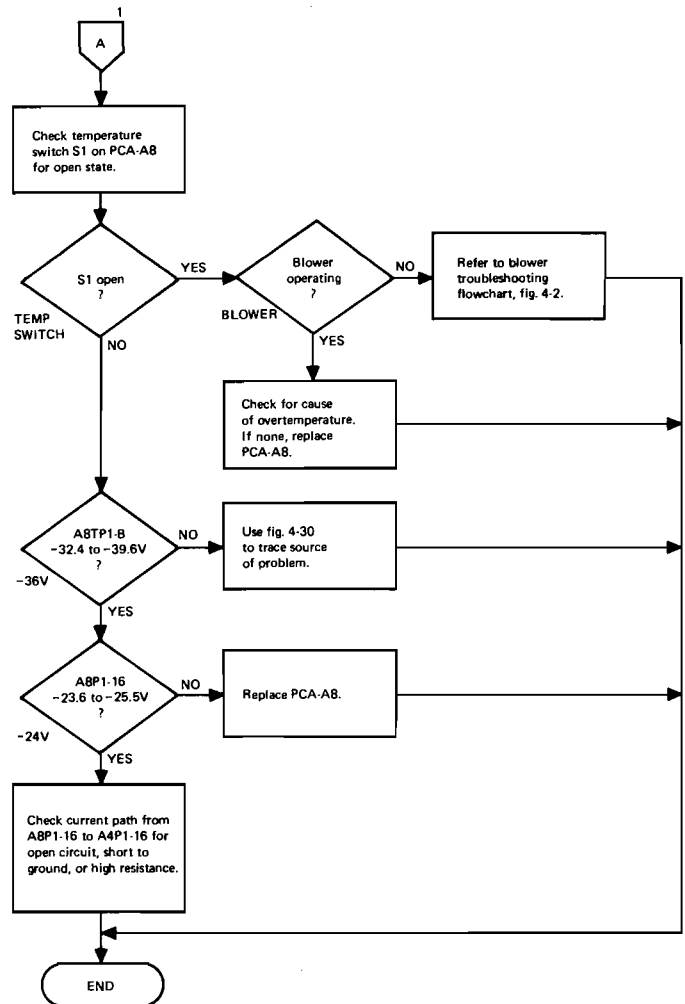 1
A
Check temperature
switch S1 on PCA-A8
for open state.
S1 open
?
TEMP
SWITCH
YES
NO
Blower
operating
?
BLOWER
NO
YES
Refer to blower
troubleshooting
flowchart, fig. 4-2.
Check for cause
of overtemperature.
If none, replace
PCA-A8.
A8TP1-B
-32.4 to -39.6V
?
-36V
NO
YES
Use fig. 4-30
to trace source
of problem.
A8P1-16
-23.6 to -25.5V
?
-24V
NO
YES
Replace PCA-A8.
Check current path from
A8P1-16 to A4P1-16 for
open circuit, short to
ground, or high resistance.
END